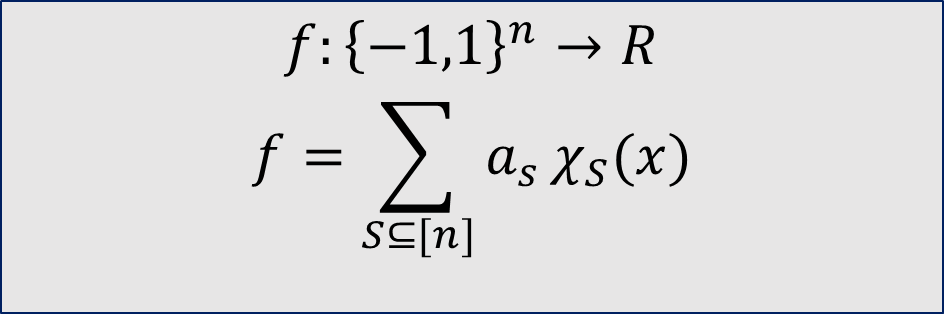 f: {−1,1}ⁿ → R
f = ∑_{S⊆[n]} a_s χ_S(x)